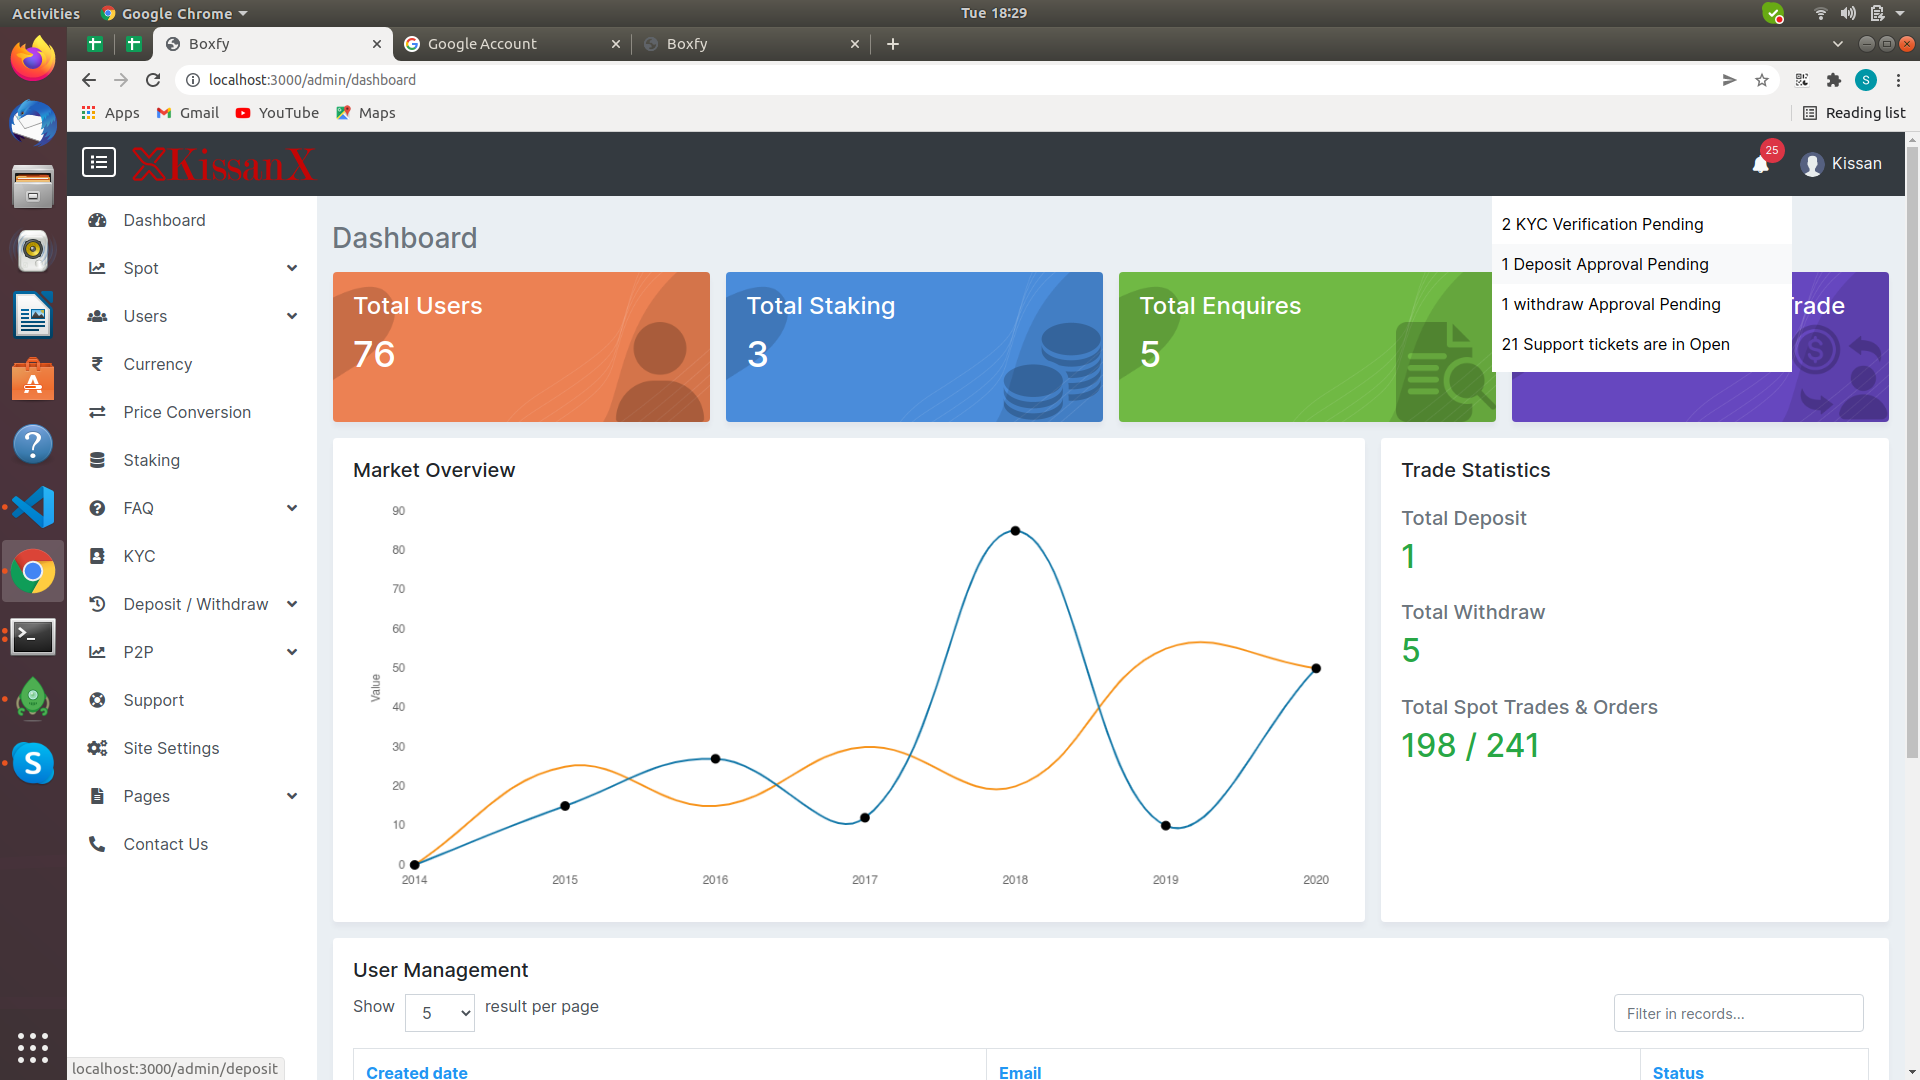 Activities
Google Chrome
Tue 18:29
Boxfy
Google Account
Boxfy
localhost:3000/admin/dashboard
S
Apps
Gmail
YouTube
Maps
Reading list
XKissanX
25
Kissan
Dashboard
Spot
Users
Currency
Price Conversion
Staking
FAQ
KYC
Deposit / Withdraw
P2P
Support
Site Settings
Pages
Contact Us
Dashboard
2 KYC Verification Pending
1 Deposit Approval Pending
1 withdraw Approval Pending
21 Support tickets are in Open
Total Users
76
Total Staking
3
Total Enquires
5
Trade
Market Overview
90
80
70
60
50
40
30
20
10
0
Value
2014 2015 2016 2017 2018 2019 2020
Trade Statistics
Total Deposit
1
Total Withdraw
5
Total Spot Trades & Orders
198 / 241
User Management
Show 5 result per page
Filter in records...
Created date Email Status
localhost:3000/admin/deposit